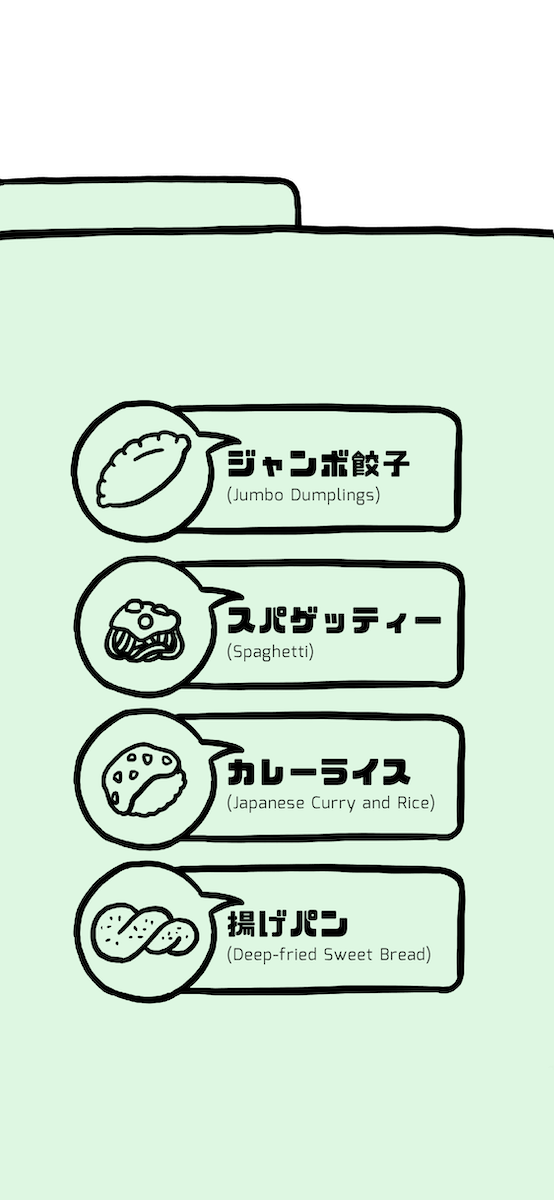 ジャンボ餃子
(Jumbo Dumplings)
スパゲッティー
(Spaghetti)
カレーライス
(Japanese Curry and Rice)
揚げパン
(Deep-fried Sweet Bread)